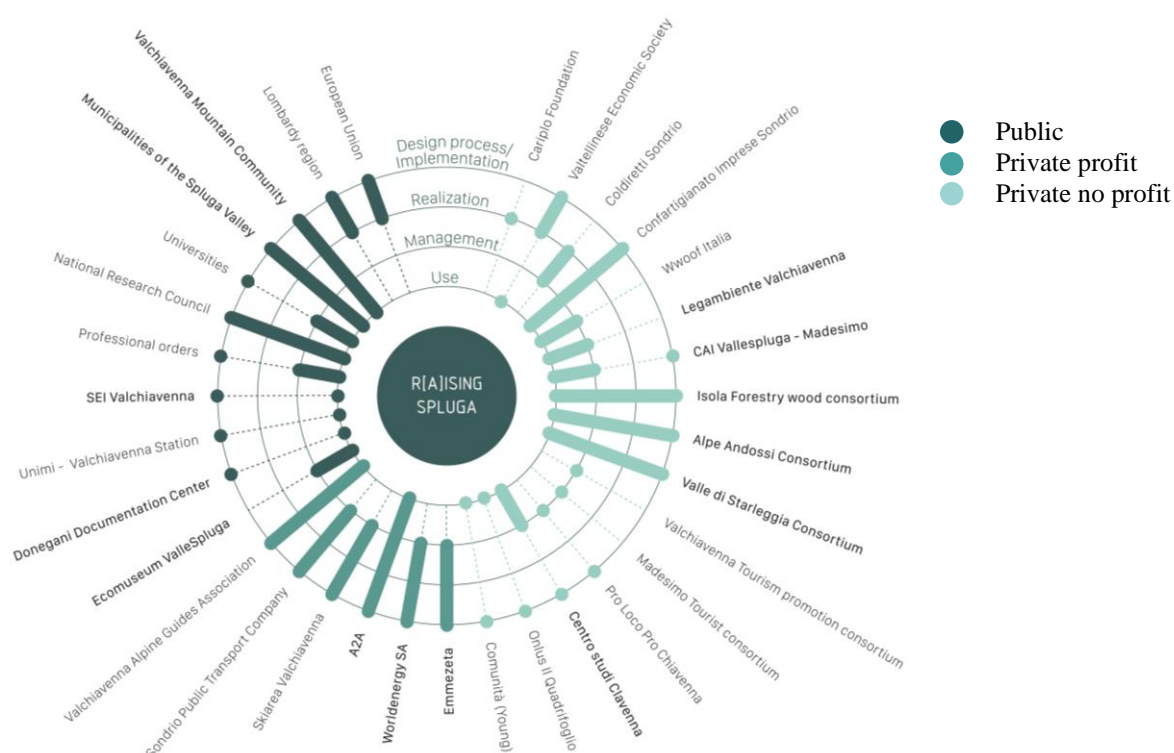 Design process/
Implementation
Realization
Management
Use
R[A]ISING
SPLUGA
Cariplo Foundation
Valtellinese Economic Society
Coldiretti Sondrio
Confartigianato Imprese Sondrio
Wwoof Italia
Legambiente Valchiavenna
CAI Vallespluga - Madesimo
Isola Forestry wood consortium
Alpe Andossi Consortium
Valle di Starleggia Consortium
Valchiavenna Tourism promotion consortium
Madesimo Tourist consortium
Pro Loco Pro Chiavenna
Centro studi Clavenna
Onlus Il Quadrifoglio
Comunità (Young)
Emmezeta
Worldenergy SA
A2A
Skiarea Valchiavenna
Sondrio Public Transport Company
Valchiavenna Alpine Guides Association
Ecomuseum ValleSpluga
Donegani Documentation Center
Unimi - Valchiavenna Station
SEI Valchiavenna
Professional orders
National Research Council
Universities
Municipalities of the Spluga Valley
Valchiavenna Mountain Community
Lombardy region
European Union
Public
Private profit
Private no profit